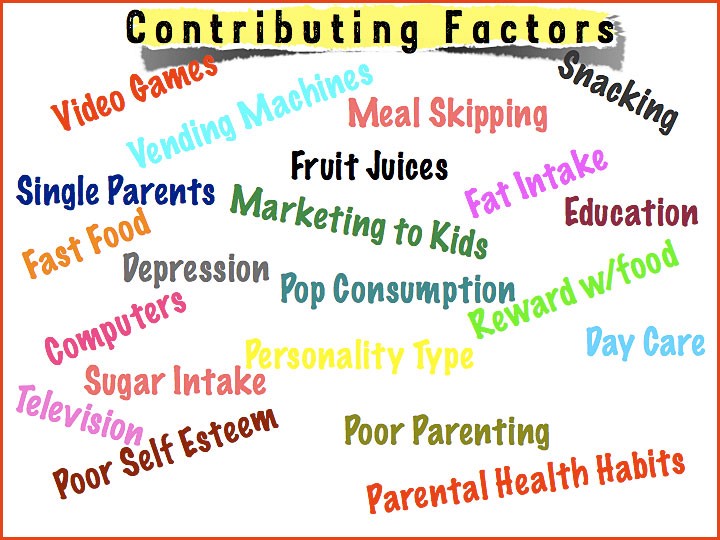 Contributing Factors
Video Games
Vending Machines
Meal Skipping
Snacking
Fruit Juices
Single Parents
Marketing to Kids
Fat Intake
Education
Fast Food
Depression
Pop Consumption
Reward w/food
Computers
Personality Type
Day Care
Sugar Intake
Television
Poor Self Esteem
Poor Parenting
Parental Health Habits